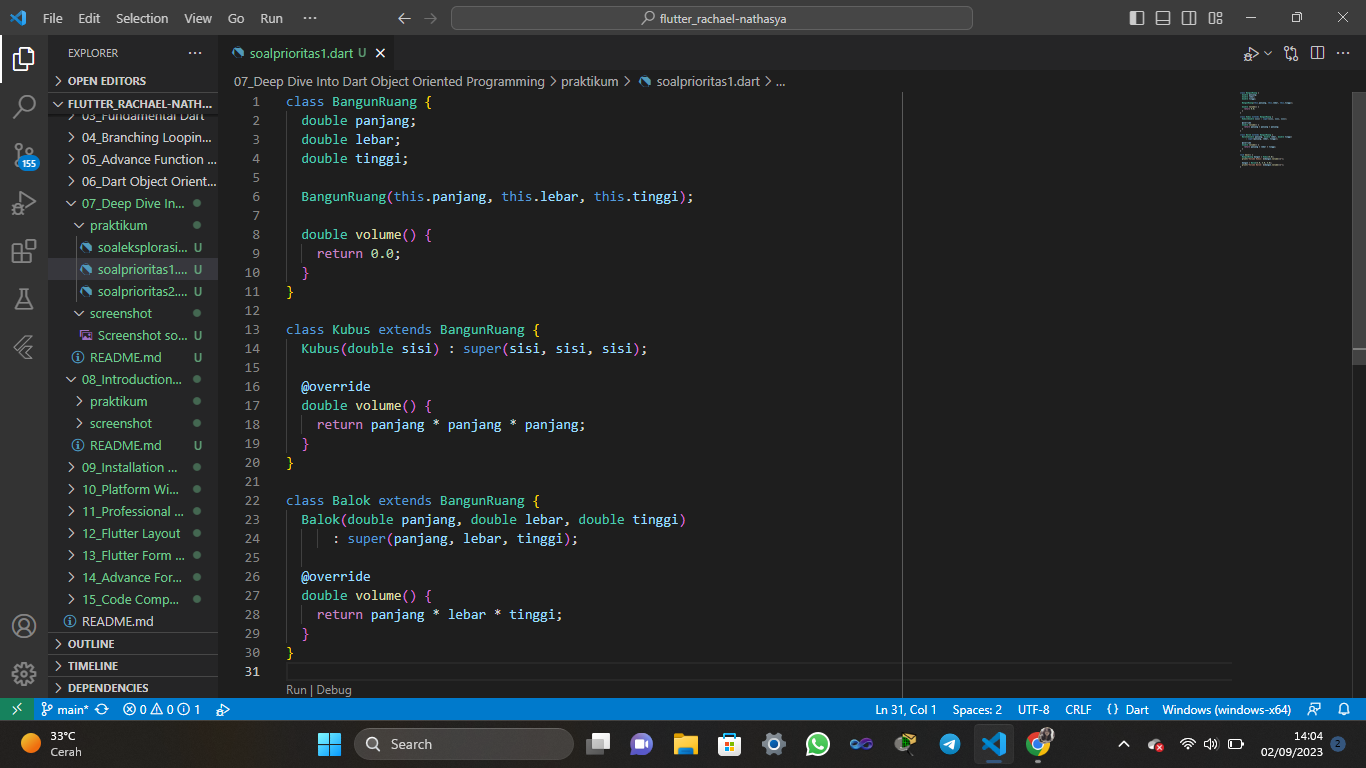 File Edit Selection View Go Run ···
flutter_rachael-nathasya
EXPLORER ···
soalprioritas1.dart U
OPEN EDITORS
07_Deep Dive Into Dart Object Oriented Programming > praktikum > soalprioritas1.dart > ...
FLUTTER_RACHAEL-NATH...
03_Fundamental Dart
04_Branching Loopin...
05_Advance Function ...
06_Dart Object Orient...
07_Deep Dive In...
praktikum
soaleksplorasi... U
soalprioritas1.... U
soalprioritas2.... U
screenshot
Screenshot so... U
README.md U
08_Introduction...
praktikum
screenshot
README.md U
09_Installation ...
10_Platform Wi...
11_Professional ...
12_Flutter Layout
13_Flutter Form ...
14_Advance For...
15_Code Comp...
README.md
OUTLINE
TIMELINE
DEPENDENCIES
155
1 class BangunRuang {
2 double panjang;
3 double lebar;
4 double tinggi;
5
6 BangunRuang(this.panjang, this.lebar, this.tinggi);
7
8 double volume() {
9 return 0.0;
10 }
11 }
12
13 class Kubus extends BangunRuang {
14 Kubus(double sisi) : super(sisi, sisi, sisi);
15
16 @override
17 double volume() {
18 return panjang * panjang * panjang;
19 }
20 }
21
22 class Balok extends BangunRuang {
23 Balok(double panjang, double lebar, double tinggi)
24 : super(panjang, lebar, tinggi);
25
26 @override
27 double volume() {
28 return panjang * lebar * tinggi;
29 }
30 }
31
Run | Debug
main* 0 0 1 Ln 31, Col 1 Spaces: 2 UTF-8 CRLF {} Dart Windows (windows-x64)
33°C
Cerah
Search
14:04
02/09/2023
2